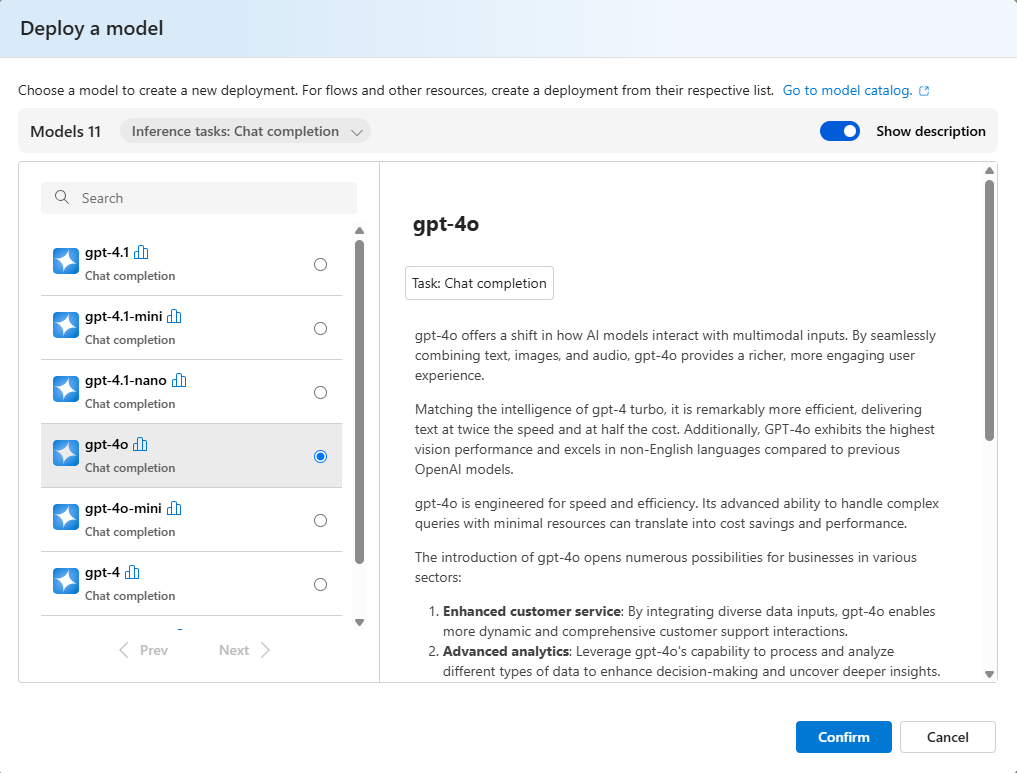 Deploy a model
Choose a model to create a new deployment. For flows and other resources, create a deployment from their respective list. Go to model catalog.
Models 11 Inference tasks: Chat completion Show description
Search
gpt-4.1
Chat completion
gpt-4.1-mini
Chat completion
gpt-4.1-nano
Chat completion
gpt-4o
Chat completion
gpt-4o-mini
Chat completion
gpt-4
Chat completion
Prev Next
gpt-4o
Task: Chat completion
gpt-4o offers a shift in how AI models interact with multimodal inputs. By seamlessly
combining text, images, and audio, gpt-4o provides a richer, more engaging user
experience.
Matching the intelligence of gpt-4 turbo, it is remarkably more efficient, delivering
text at twice the speed and at half the cost. Additionally, GPT-4o exhibits the highest
vision performance and excels in non-English languages compared to previous
OpenAI models.
gpt-4o is engineered for speed and efficiency. Its advanced ability to handle complex
queries with minimal resources can translate into cost savings and performance.
The introduction of gpt-4o opens numerous possibilities for businesses in various
sectors:
1. Enhanced customer service: By integrating diverse data inputs, gpt-4o enables
more dynamic and comprehensive customer support interactions.
2. Advanced analytics: Leverage gpt-4o's capability to process and analyze
different types of data to enhance decision-making and uncover deeper insights.
Confirm Cancel